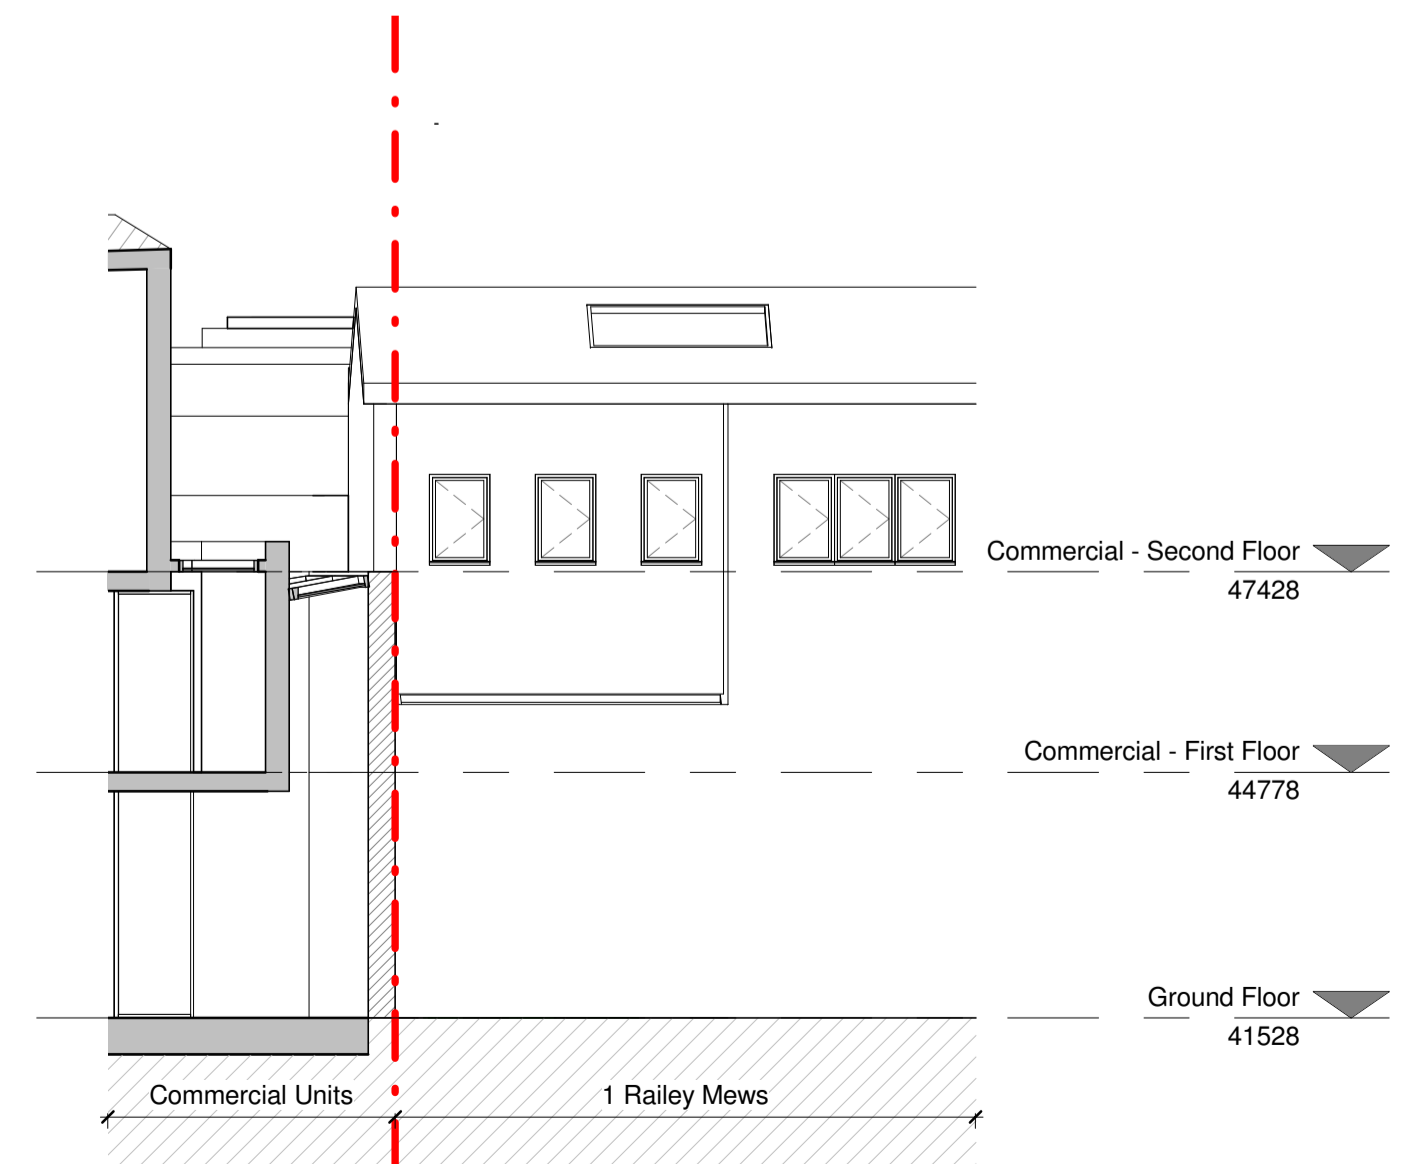 Commercial - Second Floor
47428
Commercial - First Floor
44778
Ground Floor
41528
Commercial Units
1 Railey Mews